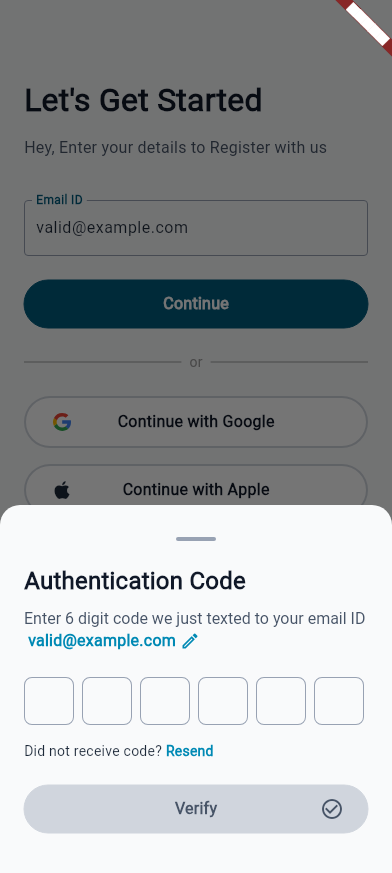 Let's Get Started
Hey, Enter your details to Register with us
Email ID
valid@example.com
Continue
or
Continue with Google
Continue with Apple
Authentication Code
Enter 6 digit code we just texted to your email ID
valid@example.com
Did not receive code? Resend
Verify